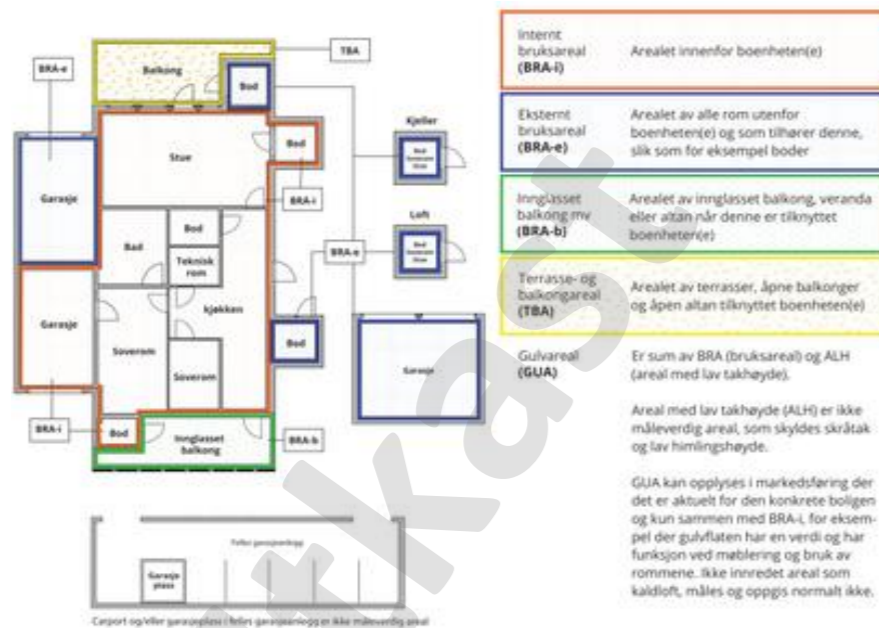 TBA
BRA-e
Balkong
Bod
Kjeller
Stue
Bod
Garasje
BRA-i
Loft
Bad
Bod
Teknisk
rom
BRA-e
kjøkken
Garasje
Soverom
Soverom
Bod
Garasje
BRA-i
Bod
Innglasset
balkong
BRA-b
Felles garasjeanlegg
Garasje
plass
Carport og/eller garasjeplass i felles garasjeanlegg er ikke måleverdig areal
Internt
bruksareal
(BRA-i)
Arealet innenfor boenheten(e)
Eksternt
bruksareal
(BRA-e)
Arealet av alle rom utenfor
boenheten(e) og som tilhører denne,
slik som for eksempel boder
Innglasset
balkong mv
(BRA-b)
Arealet av innglasset balkong, veranda
eller altan når denne er tilknyttet
boenheten(e)
Terrasse- og
balkongareal
(TBA)
Arealet av terrasser, åpne balkonger
og åpen altan tilknyttet boenheten(e)
Gulvareal
(GUA)
Er sum av BRA (bruksareal) og ALH
(areal med lav takhøyde).
Areal med lav takhøyde (ALH) er ikke
måleverdig areal, som skyldes skråtak
og lav himlingshøyde.
GUA kan opplyses i markedsføring der
det er aktuelt for den konkrete boligen
og kun sammen med BRA-i, for eksem-
pel der gulvflaten har en verdi og har
funksjon ved møblering og bruk av
rommene. Ikke innredet areal som
kaldloft, måles og oppgis normalt ikke.